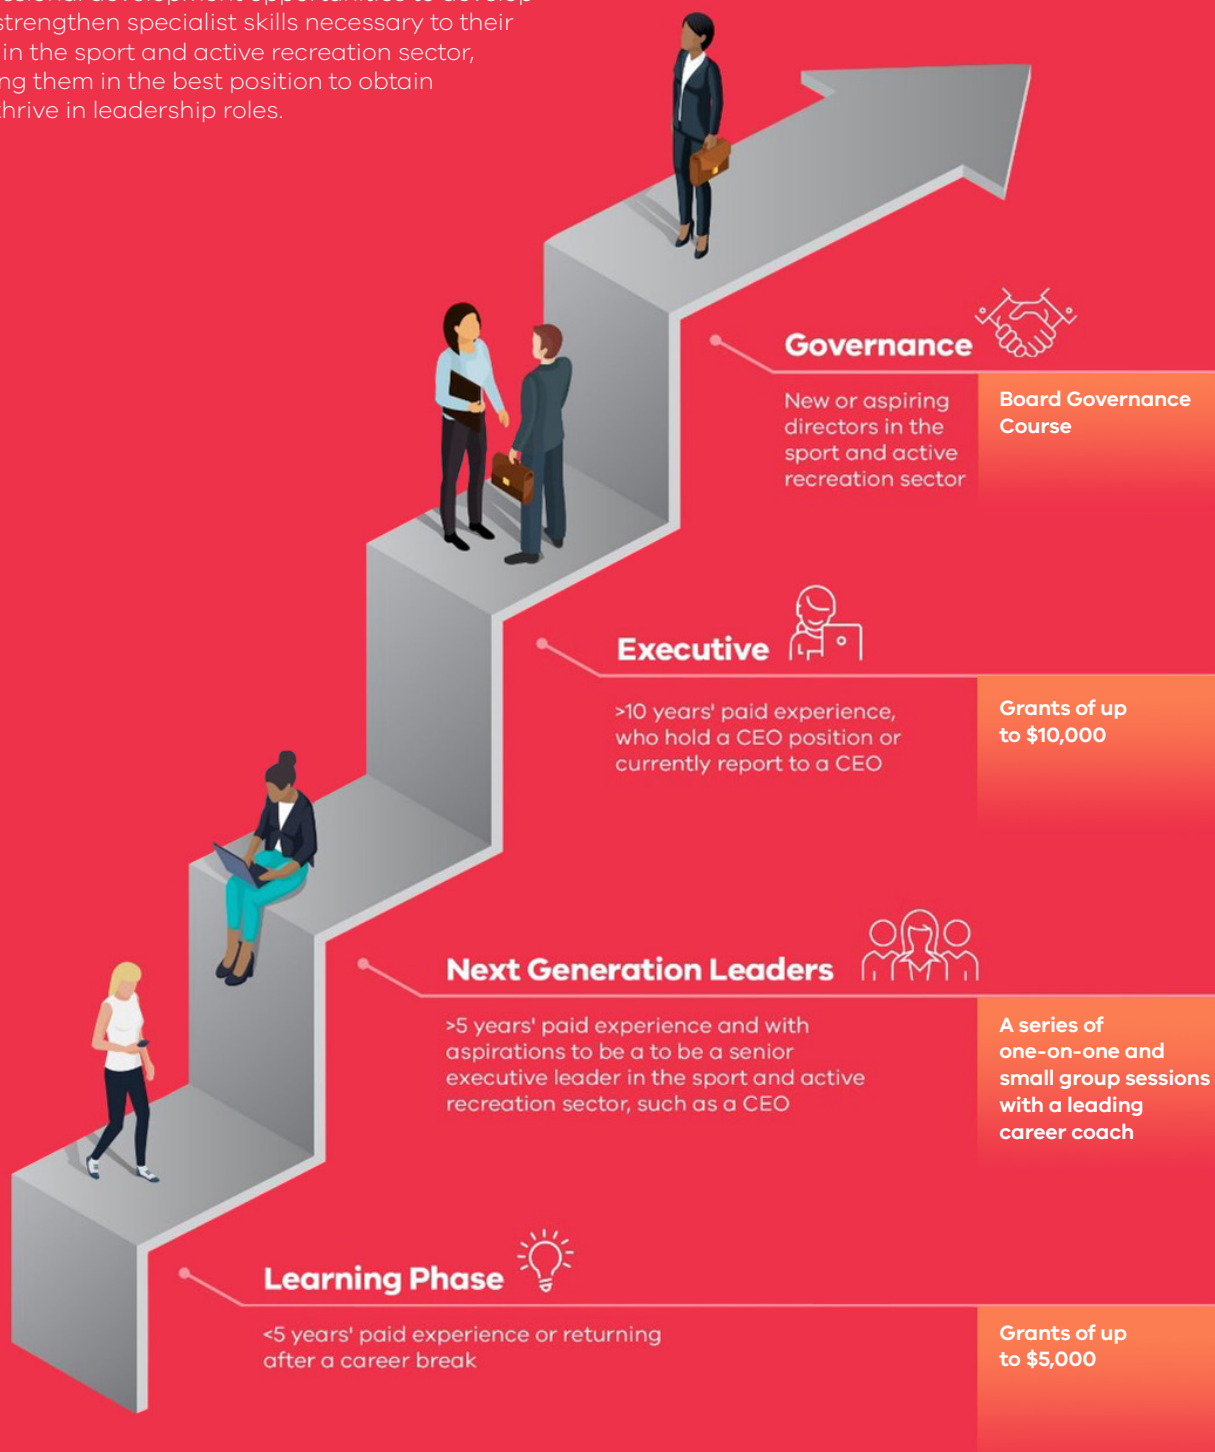 development opportunities to develop
strengthen specialist skills necessary to their
in the sport and active recreation sector,
them in the best position to obtain
thrive in leadership roles.
Governance
New or aspiring
directors in the
sport and active
recreation sector
Board Governance
Course
Executive
>10 years' paid experience,
who hold a CEO position or
currently report to a CEO
Grants of up
to $10,000
Next Generation Leaders
>5 years' paid experience and with
aspirations to be a to be a senior
executive leader in the sport and active
recreation sector, such as a CEO
A series of
one-on-one and
small group sessions
with a leading
career coach
Learning Phase
<5 years' paid experience or returning
after a career break
Grants of up
to $5,000